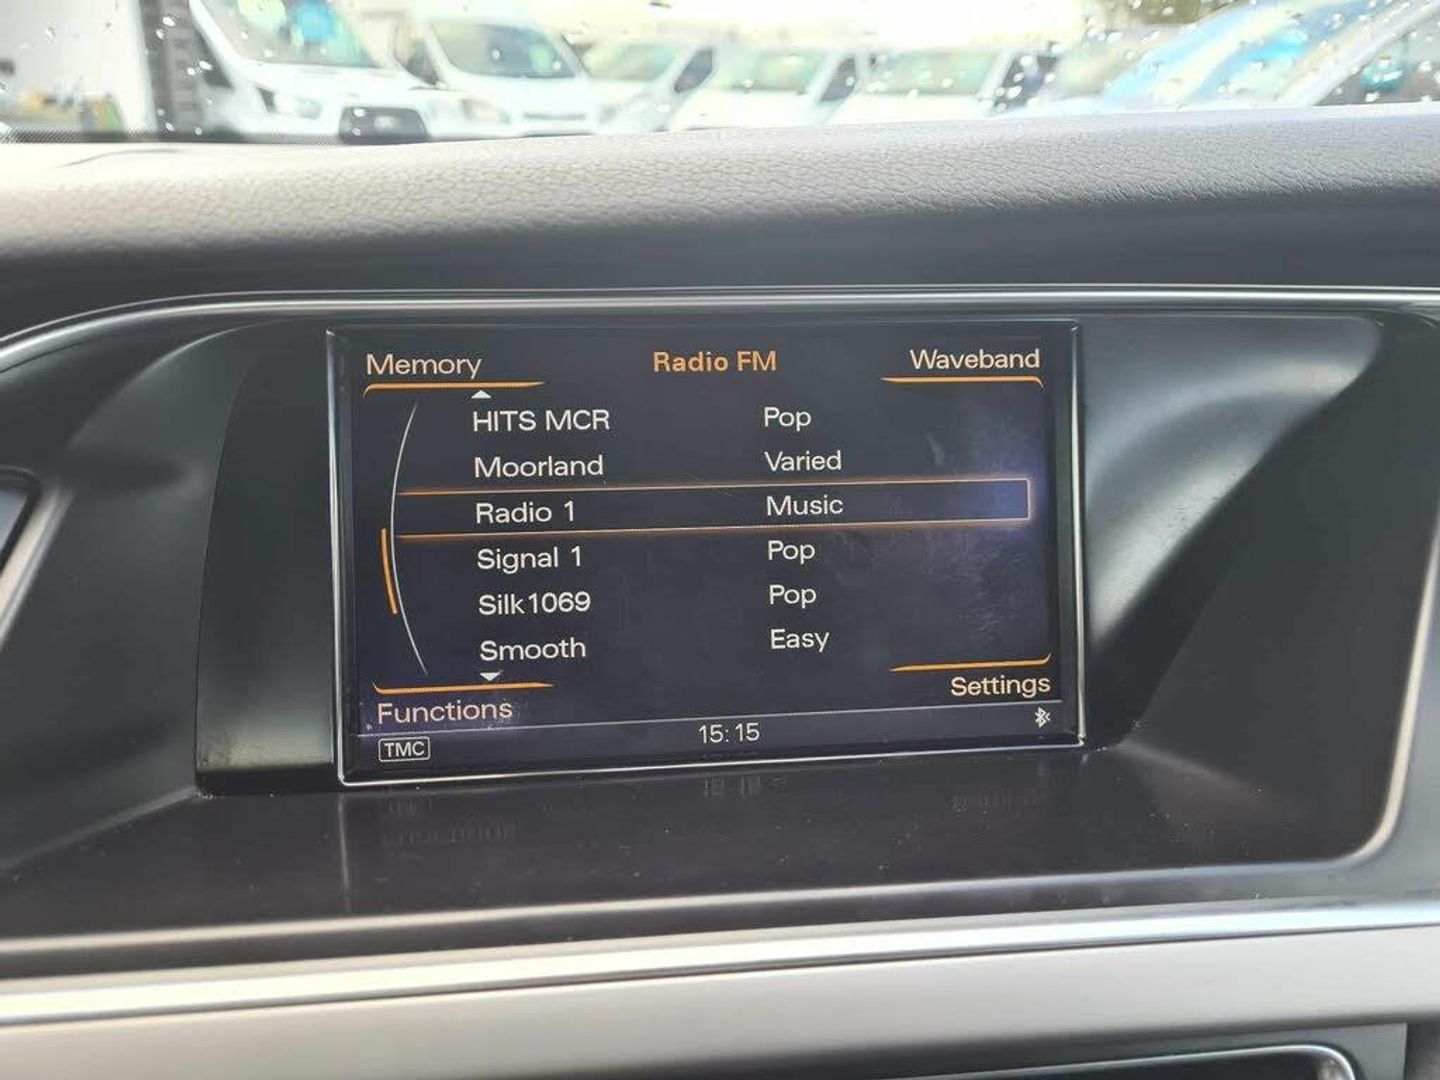 Memory Radio FM Waveband
HITS MCR Pop
Moorland Varied
Radio 1 Music
Signal 1 Pop
Silk1069 Pop
Smooth Easy
Functions Settings
TMC 15:15